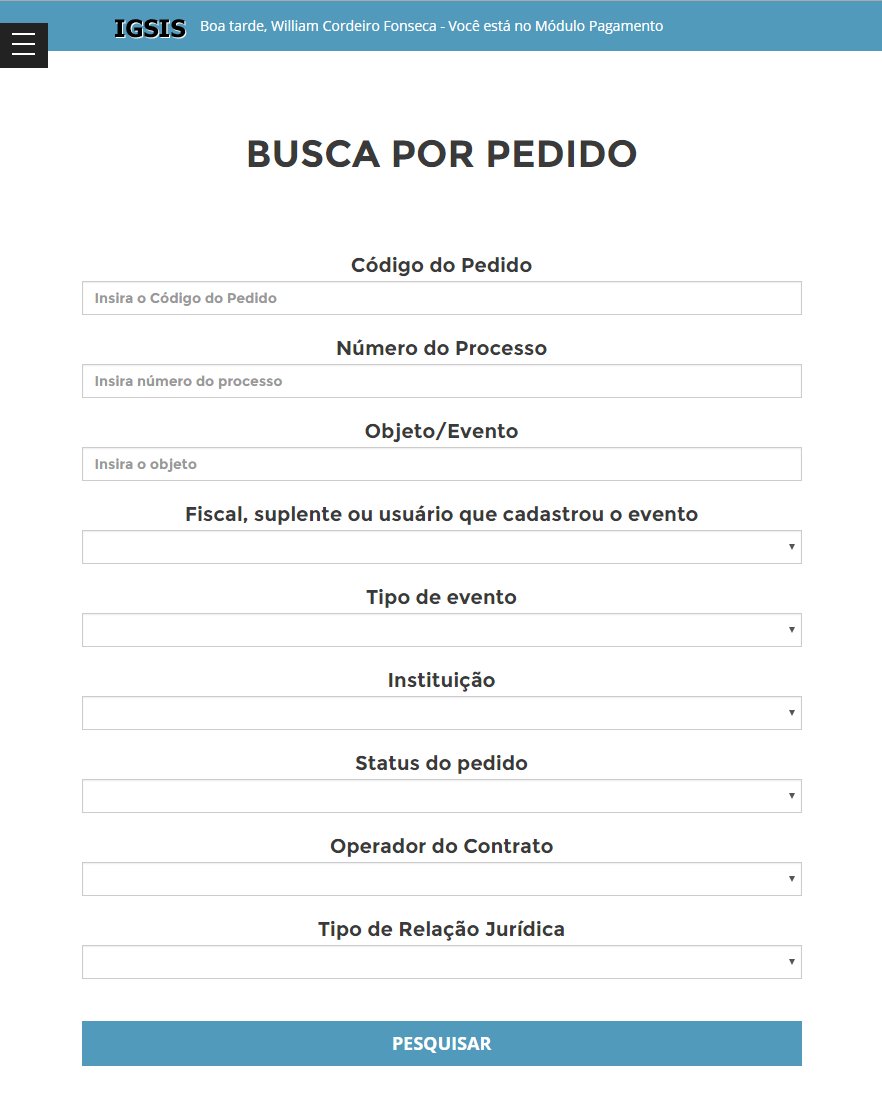 IGSIS Boa tarde, William Cordeiro Fonseca - Você está no Módulo Pagamento
BUSCA POR PEDIDO
Código do Pedido
Insira o Código do Pedido
Número do Processo
Insira número do processo
Objeto/Evento
Insira o objeto
Fiscal, suplente ou usuário que cadastrou o evento
Tipo de evento
Instituição
Status do pedido
Operador do Contrato
Tipo de Relação Jurídica
PESQUISAR